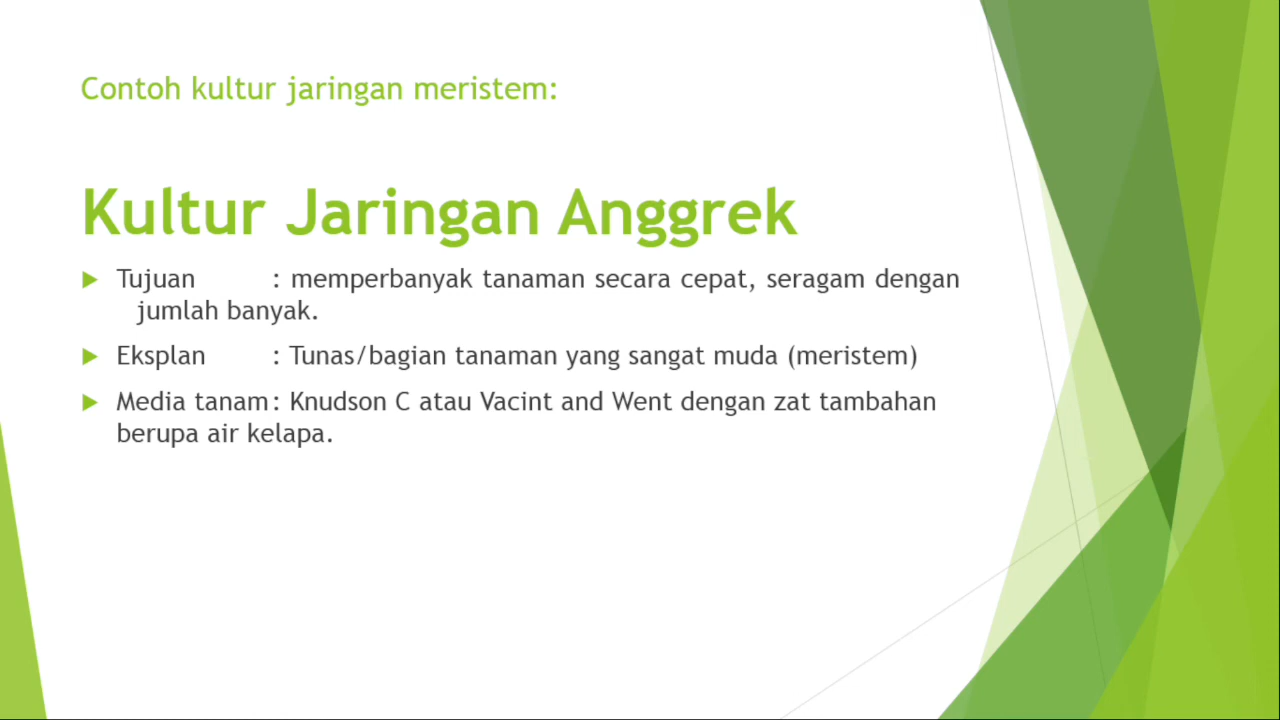 Contoh kultur jaringan meristem:
Kultur Jaringan Anggrek
Tujuan : memperbanyak tanaman secara cepat, seragam dengan
jumlah banyak.
Eksplan : Tunas/bagian tanaman yang sangat muda (meristem)
Media tanam: Knudson C atau Vacint and Went dengan zat tambahan
berupa air kelapa.